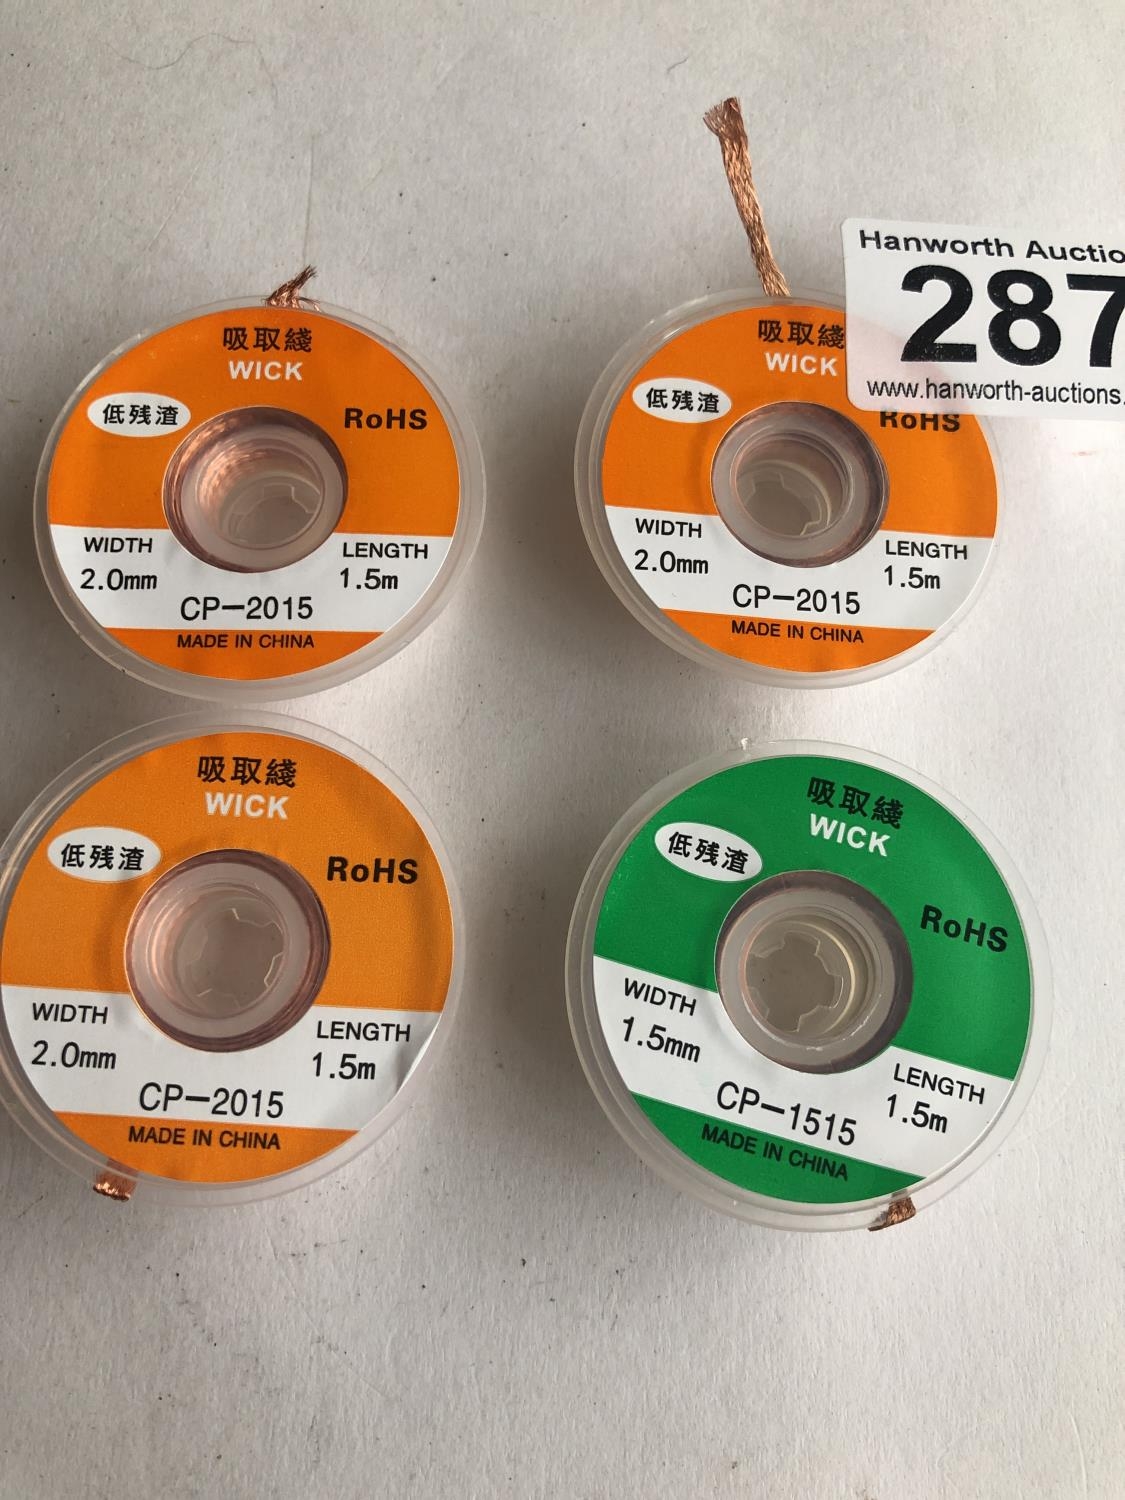 吸取綫
WICK
低残渣
RoHS
WIDTH
2.0mm
LENGTH
1.5m
CP-2015
MADE IN CHINA
吸取綫
WICK
低残渣
RoHS
WIDTH
2.0mm
LENGTH
1.5m
CP-2015
MADE IN CHINA
Hanworth Auctio
287
www.hanworth-auctions.
吸取綫
WICK
低残渣
RoHS
WIDTH
2.0mm
LENGTH
1.5m
CP-2015
MADE IN CHINA
吸取綫
WICK
低残渣
RoHS
WIDTH
1.5mm
LENGTH
1.5m
CP-1515
MADE IN CHINA